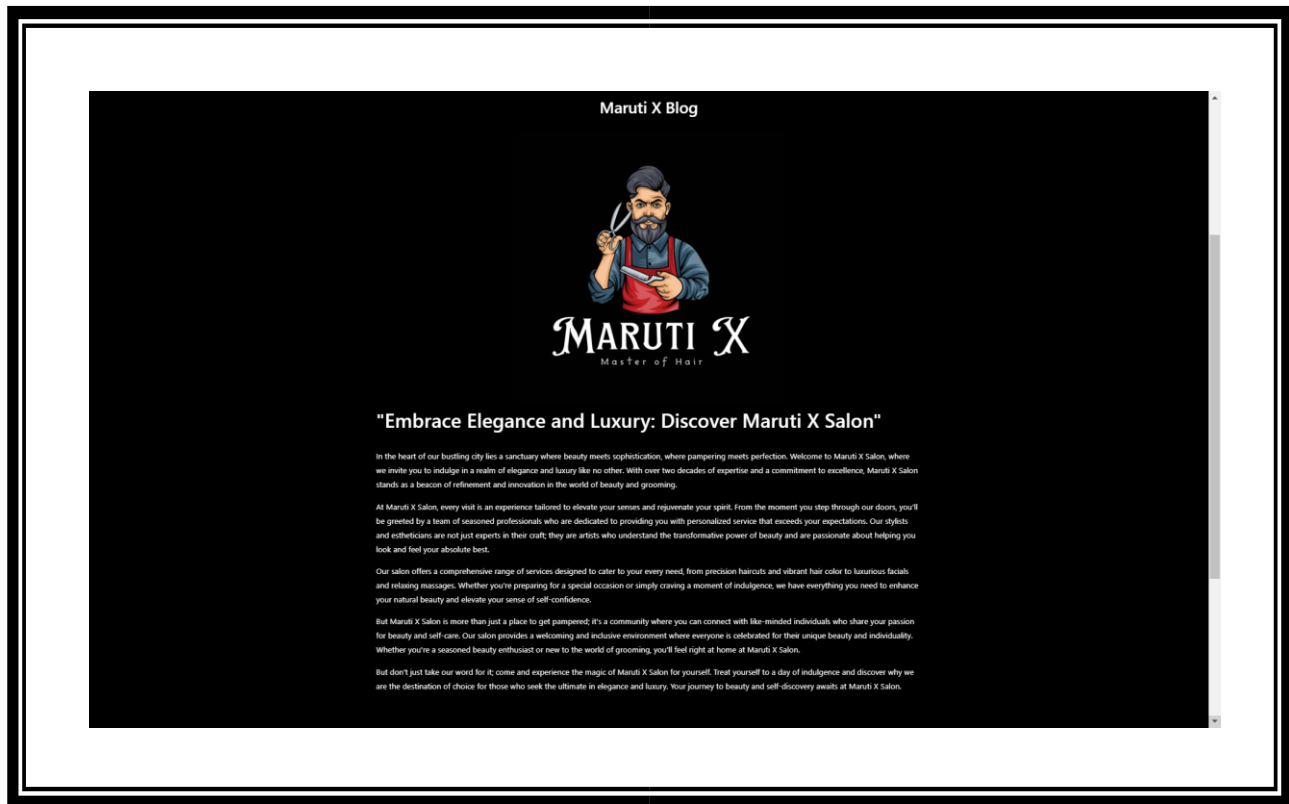 Maruti X Blog
MARUTI X
Master of Hair
"Embrace Elegance and Luxury: Discover Maruti X Salon"
In the heart of our bustling city lies a sanctuary where beauty meets sophistication, where pampering meets perfection. Welcome to Maruti X Salon, where
we invite you to indulge in a realm of elegance and luxury like no other. With over two decades of expertise and a commitment to excellence, Maruti X Salon
stands as a beacon of refinement and innovation in the world of beauty and grooming.
At Maruti X Salon, every visit is an experience tailored to elevate your senses and rejuvenate your spirit. From the moment you step through our doors, you'll
be greeted by a team of seasoned professionals who are dedicated to providing you with personalized service that exceeds your expectations. Our stylists
and estheticians are not just experts in their craft; they are artists who understand the transformative power of beauty and are passionate about helping you
look and feel your absolute best.
Our salon offers a comprehensive range of services designed to cater to your every need, from precision haircuts and vibrant hair color to luxurious facials
and relaxing massages. Whether you're preparing for a special occasion or simply craving a moment of indulgence, we have everything you need to enhance
your natural beauty and elevate your sense of self-confidence.
But Maruti X Salon is more than just a place to get pampered; it's a community where you can connect with like-minded individuals who share your passion
for beauty and self-care. Our salon provides a welcoming and inclusive environment where everyone is celebrated for their unique beauty and individuality.
Whether you're a seasoned beauty enthusiast or new to the world of grooming, you'll feel right at home at Maruti X Salon.
But don't just take our word for it; come and experience the magic of Maruti X Salon for yourself. Treat yourself to a day of indulgence and discover why we
are the destination of choice for those who seek the ultimate in elegance and luxury. Your journey to beauty and self-discovery awaits at Maruti X Salon.